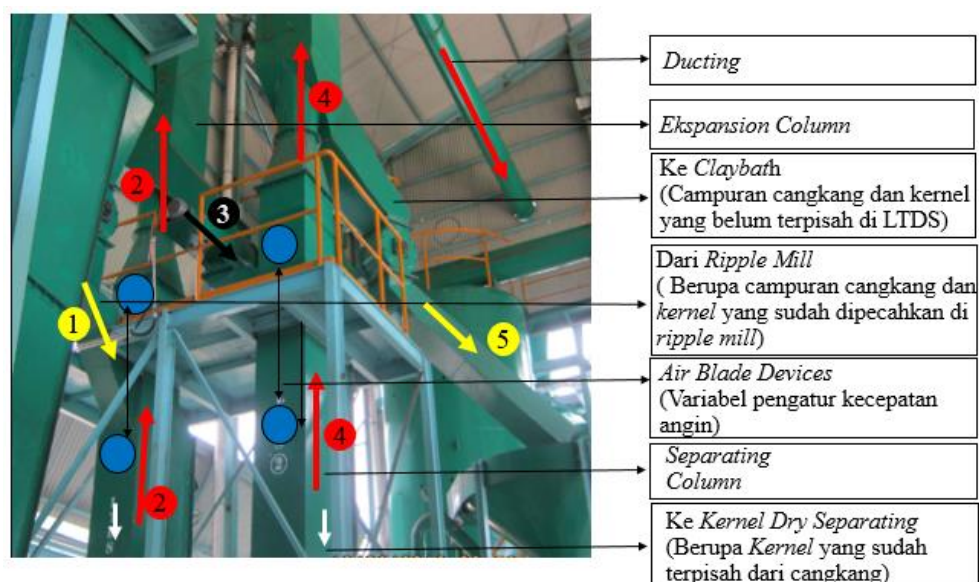 Ducting
Ekspansion Column
Ke Claybath
(Campuran cangkang dan kernel
yang belum terpisah di LTDS)
Dari Ripple Mill
( Berupa campuran cangkang dan
kernel yang sudah dipecahkan di
ripple mill)
Air Blade Devices
(Variabel pengatur kecepatan
angin)
Separating
Column
Ke Kernel Dry Separating
(Berupa Kernel yang sudah
terpisah dari cangkang)
4
2
3
1
5
4
2
2